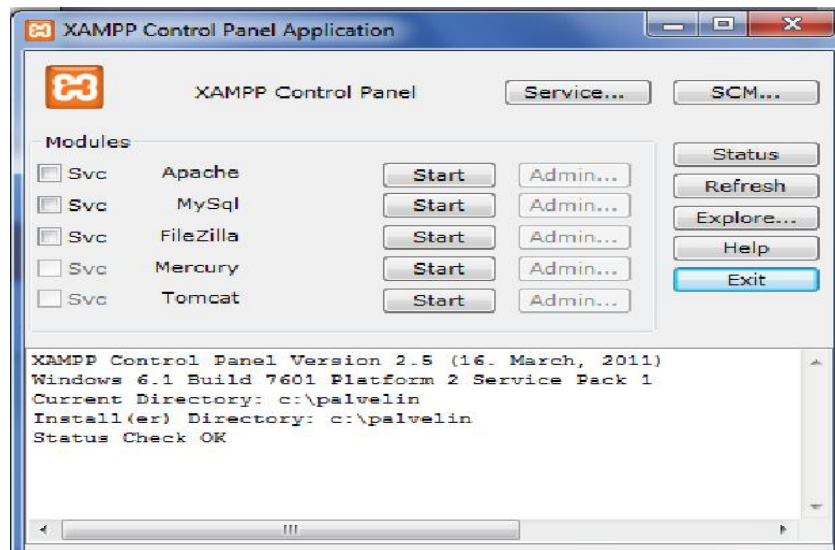 XAMPP Control Panel Application
XAMPP Control Panel
Service...
SCM...
Modules
Svc Apache Start Admin...
Svc MySql Start Admin...
Svc FileZilla Start Admin...
Svc Mercury Start Admin...
Svc Tomcat Start Admin...
Status
Refresh
Explore...
Help
Exit
XAMPP Control Panel Version 2.5 (16. March, 2011)
Windows 6.1 Build 7601 Platform 2 Service Pack 1
Current Directory: c:\palvelin
Install(er) Directory: c:\palvelin
Status Check OK